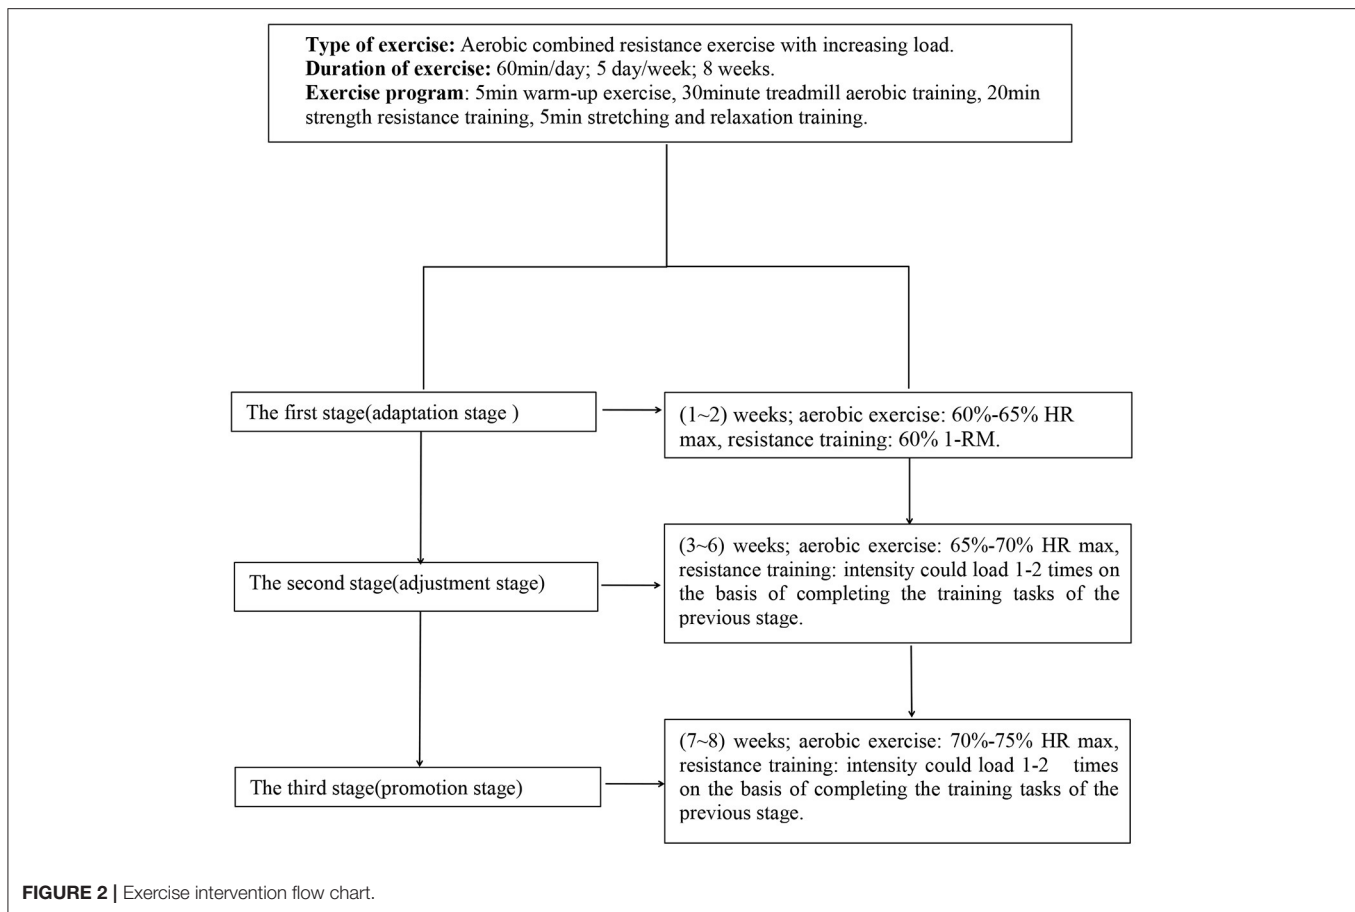 Type of exercise: Aerobic combined resistance exercise with increasing load.
Duration of exercise: 60min/day; 5 day/week; 8 weeks.
Exercise program: 5min warm-up exercise, 30minute treadmill aerobic training, 20min
strength resistance training, 5min stretching and relaxation training.
The first stage(adaptation stage )
(1~2) weeks; aerobic exercise: 60%-65% HR
max, resistance training: 60% 1-RM.
The second stage(adjustment stage)
(3~6) weeks; aerobic exercise: 65%-70% HR max,
resistance training: intensity could load 1-2 times on
the basis of completing the training tasks of the
previous stage.
The third stage(promotion stage)
(7~8) weeks; aerobic exercise: 70%-75% HR max,
resistance training: intensity could load 1-2 times
on the basis of completing the training tasks of the
previous stage.
FIGURE 2 | Exercise intervention flow chart.